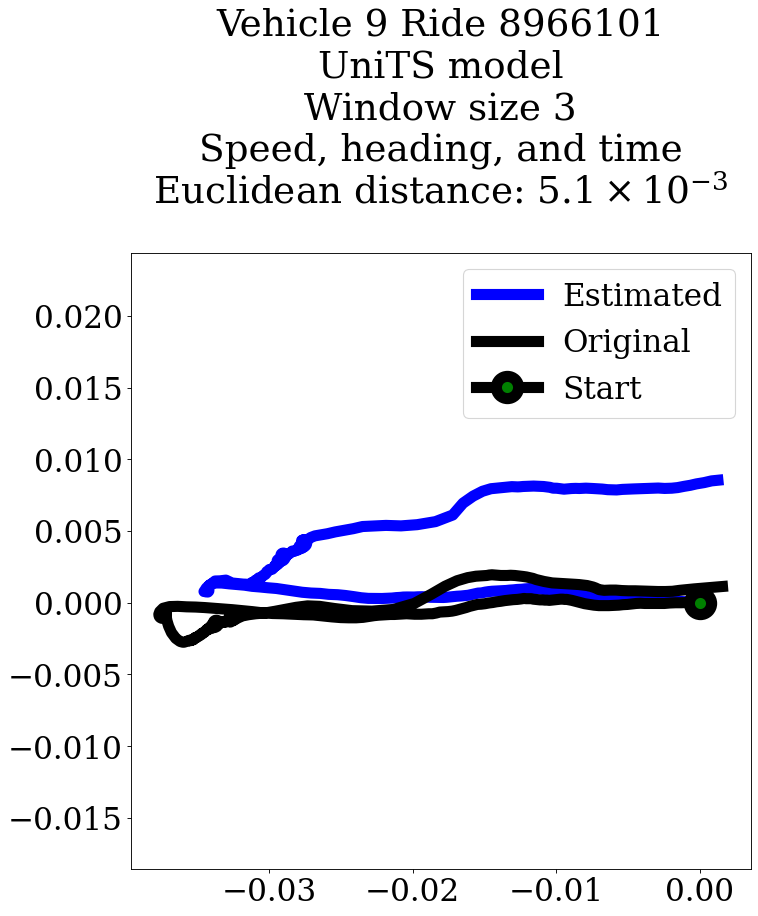 Vehicle 9 Ride 8966101
UniTS model
Window size 3
Speed, heading, and time
Euclidean distance: 5.1 × 10⁻³
Estimated
Original
Start
0.020
0.015
0.010
0.005
0.000
−0.005
−0.010
−0.015
−0.03 −0.02 −0.01 0.00